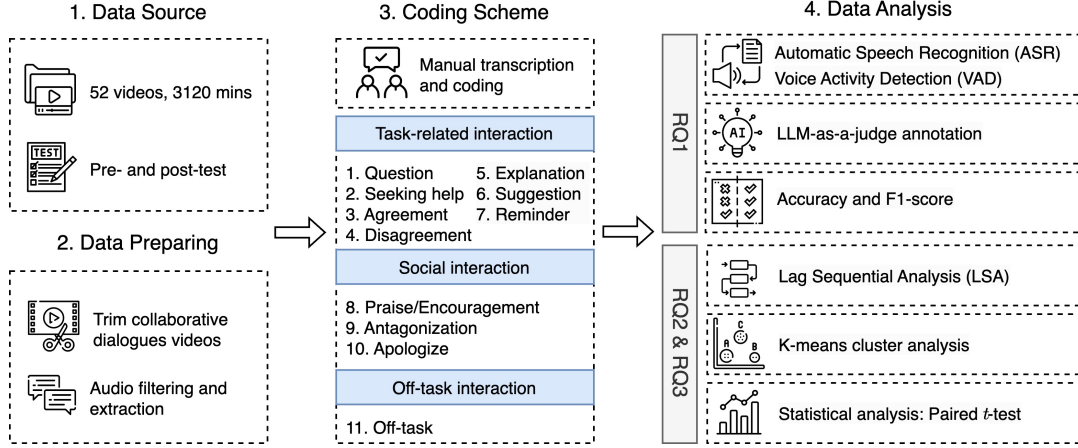 1. Data Source
52 videos, 3120 mins
TEST
Pre- and post-test
2. Data Preparing
Trim collaborative
dialogues videos
Audio filtering and
extraction
3. Coding Scheme
Manual transcription
and coding
Task-related interaction
1. Question
2. Seeking help
3. Agreement
4. Disagreement
5. Explanation
6. Suggestion
7. Reminder
Social interaction
8. Praise/Encouragement
9. Antagonization
10. Apologize
Off-task interaction
11. Off-task
4. Data Analysis
RQ1
Automatic Speech Recognition (ASR)
Voice Activity Detection (VAD)
AI
LLM-as-a-judge annotation
Accuracy and F1-score
RQ2 & RQ3
Lag Sequential Analysis (LSA)
C
A
B
K-means cluster analysis
Statistical analysis: Paired t-test